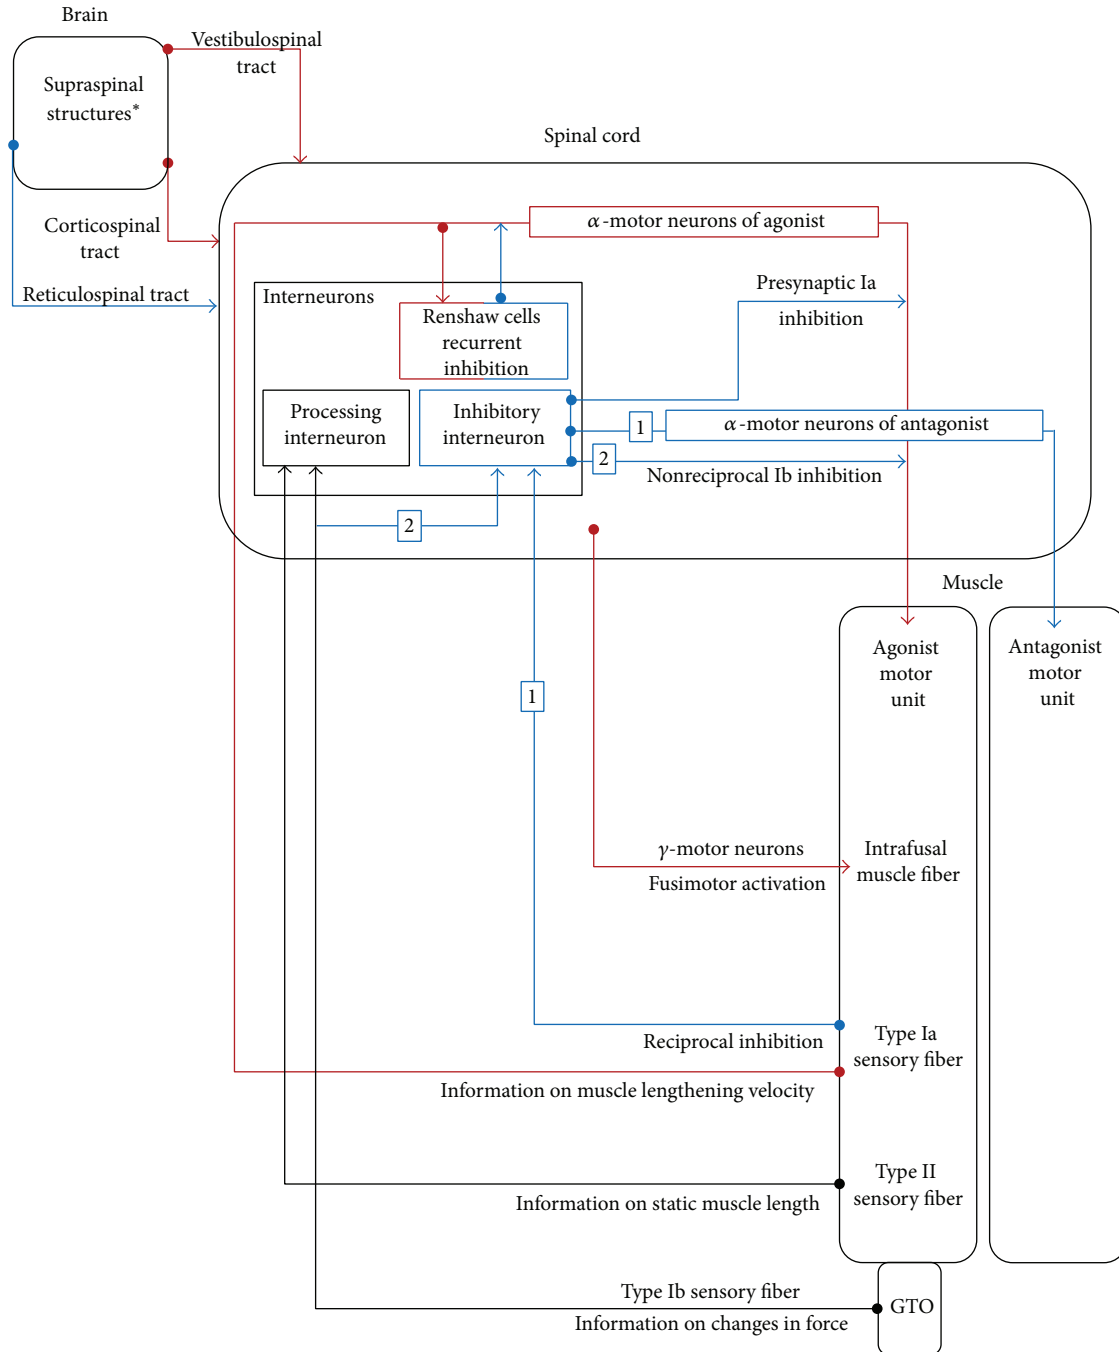 Brain
Supraspinal
structures*
Vestibulospinal
tract
Spinal cord
Corticospinal
tract
Reticulospinal tract
α-motor neurons of agonist
Interneurons
Renshaw cells
recurrent
inhibition
Presynaptic Ia
inhibition
Processing
interneuron
Inhibitory
interneuron
1
α-motor neurons of antagonist
2
Nonreciprocal Ib inhibition
2
Muscle
Agonist
motor
unit
Antagonist
motor
unit
1
γ-motor neurons
Fusimotor activation
Intrafusal
muscle fiber
Reciprocal inhibition
Type Ia
sensory fiber
Information on muscle lengthening velocity
Type II
sensory fiber
Information on static muscle length
Type Ib sensory fiber
Information on changes in force
GTO